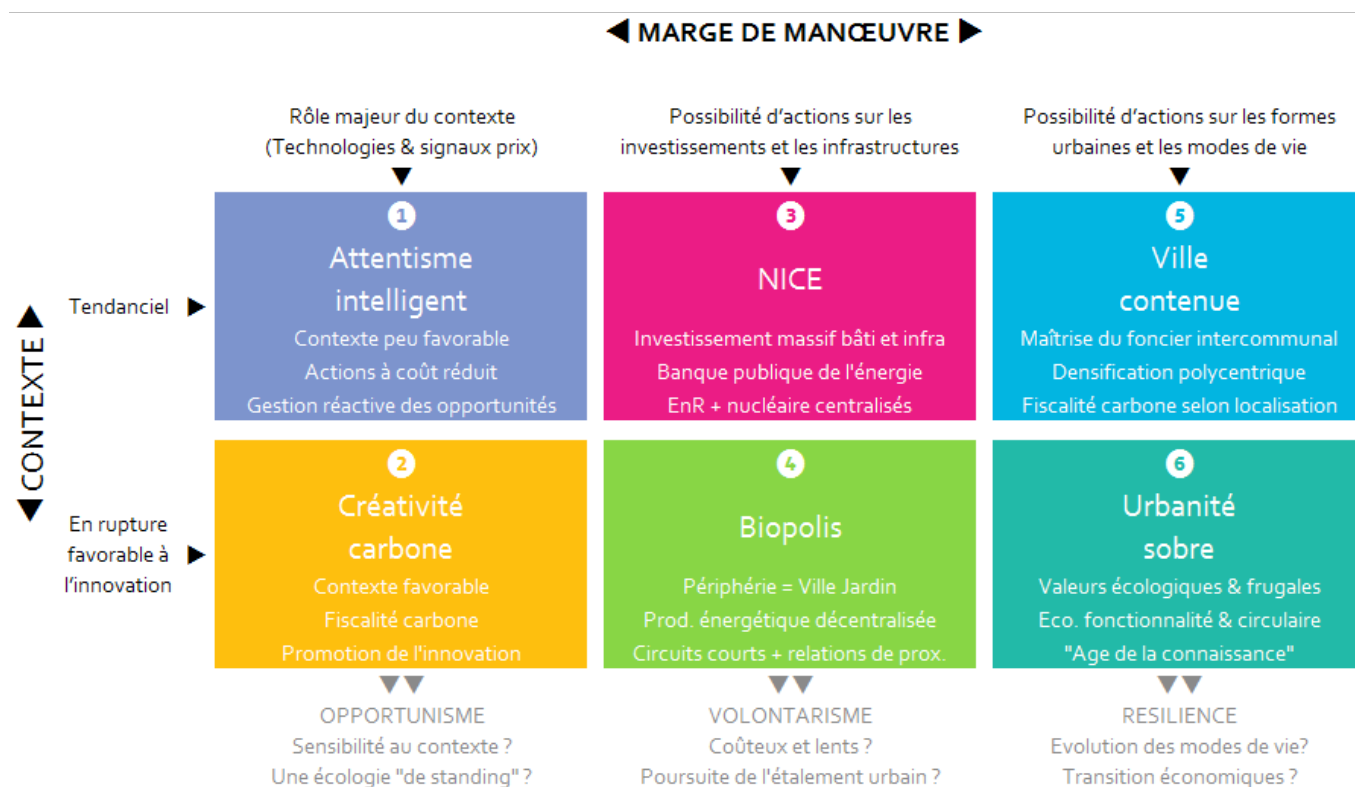 MARGE DE MANŒUVRE
Rôle majeur du contexte
(Technologies & signaux prix)
Possibilité d'actions sur les
investissements et les infrastructures
Possibilité d'actions sur les formes
urbaines et les modes de vie
CONTEXTE
Tendanciel
1
Attentisme
intelligent
Contexte peu favorable
Actions à coût réduit
Gestion réactive des opportunités
3
NICE
Investissement massif bâti et infra
Banque publique de l'énergie
EnR + nucléaire centralisés
5
Ville
contenue
Maîtrise du foncier intercommunal
Densification polycentrique
Fiscalité carbone selon localisation
En rupture
favorable à
l'innovation
2
Créativité
carbone
Contexte favorable
Fiscalité carbone
Promotion de l'innovation
4
Biopolis
Périphérie = Ville Jardin
Prod. énergétique décentralisée
Circuits courts + relations de prox.
6
Urbanité
sobre
Valeurs écologiques & frugales
Eco. fonctionnalité & circulaire
"Age de la connaissance"
OPPORTUNISME
Sensibilité au contexte ?
Une écologie "de standing" ?
VOLONTARISME
Coûteux et lents ?
Poursuite de l'étalement urbain ?
RESILIENCE
Evolution des modes de vie?
Transition économiques ?